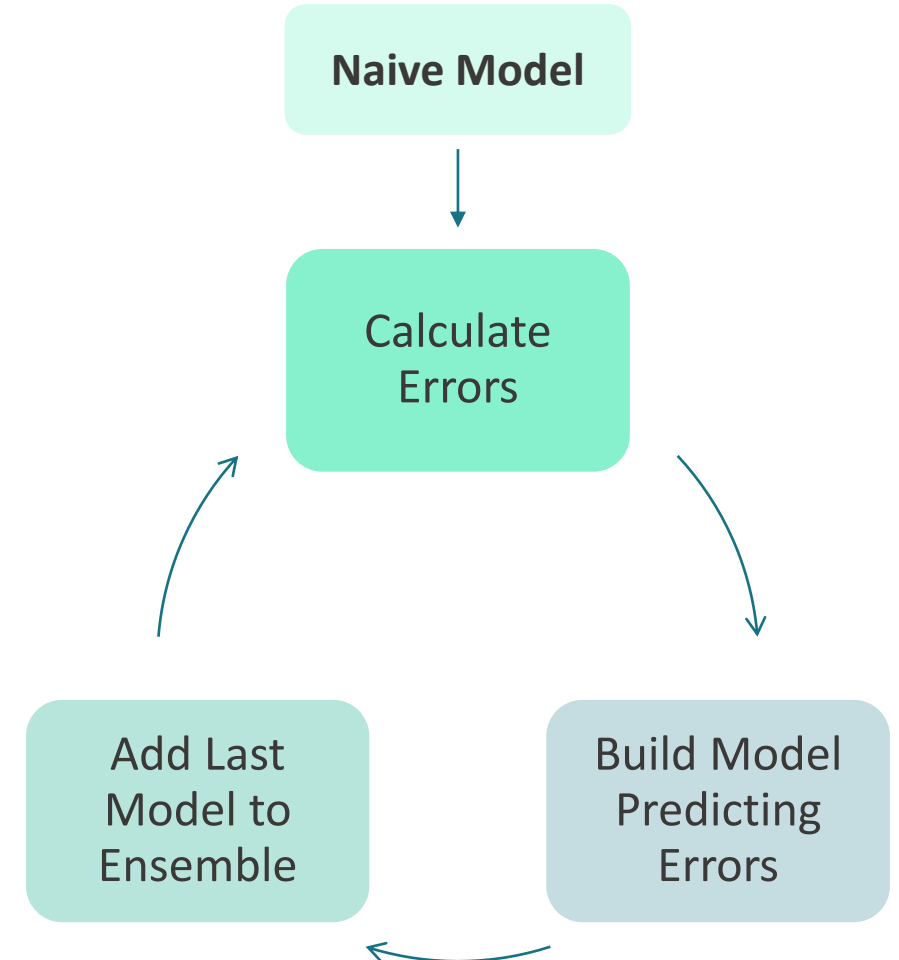 Naive Model
Calculate
Errors
Add Last
Model to
Ensemble
Build Model
Predicting
Errors